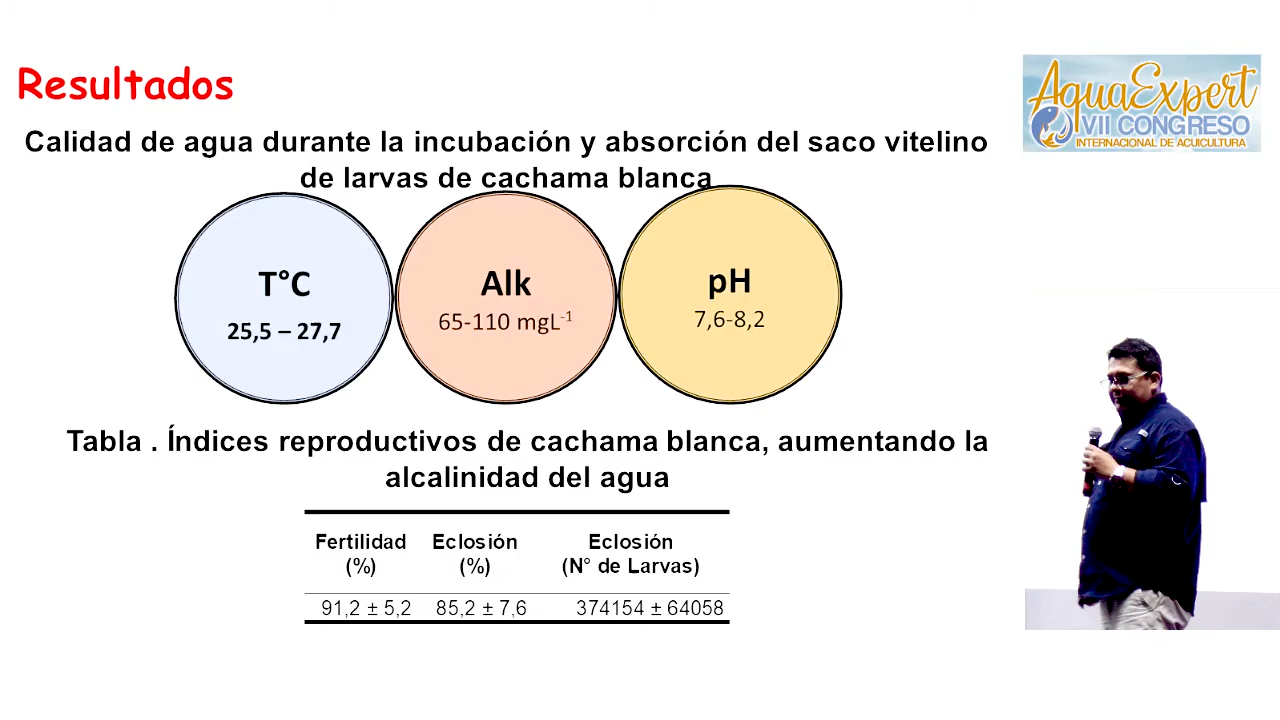 Resultados
Calidad de agua durante la incubación y absorción del saco vitelino
de larvas de cachama blanca
T°C
25,5 – 27,7
Alk
65-110 mgL-1
pH
7,6-8,2
Tabla . Índices reproductivos de cachama blanca, aumentando la
alcalinidad del agua
Fertilidad (%)
Eclosión (%)
Eclosión (N° de Larvas)
91,2 ± 5,2
85,2 ± 7,6
374154 ± 64058
AquaExpert
VII CONGRESO
INTERNACIONAL DE ACUICULTURA